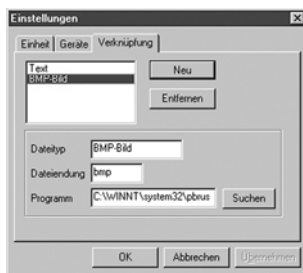 Einstellungen
Einheit Geräte Verknüpfung
Text
BMP-Bild
Neu
Entfernen
Dateityp BMP-Bild
Dateiendung bmp
Programm C:\WINNT\system32\pbrus Suchen
OK Abbrechen Übernehmen